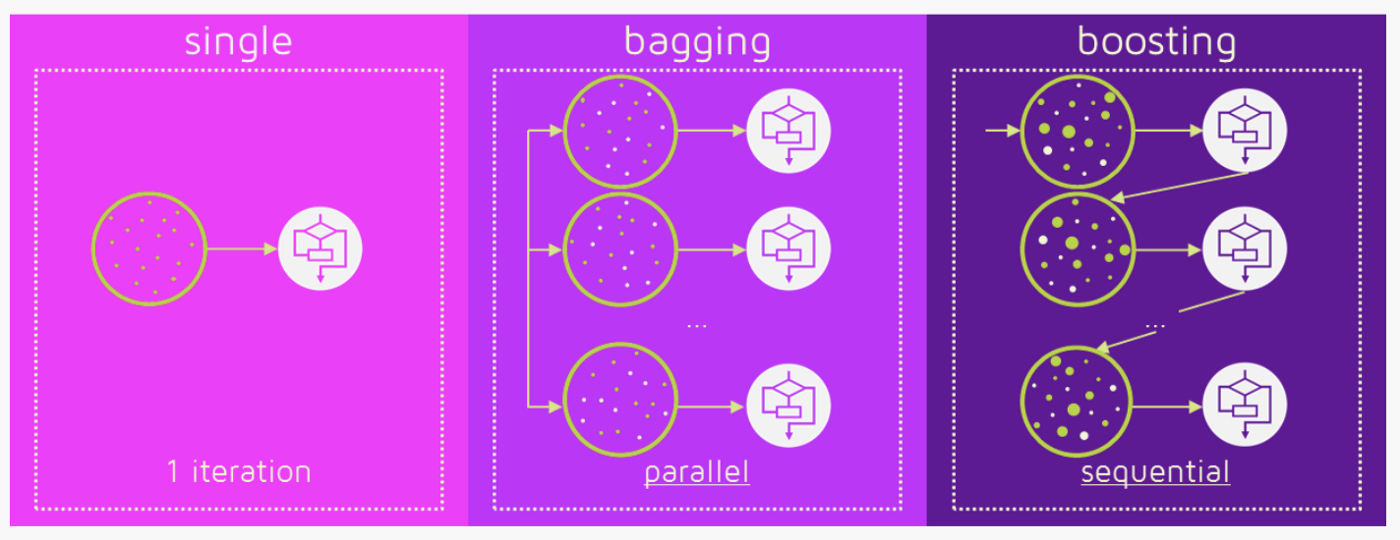 single
1 iteration
bagging
...
parallel
boosting
...
sequential